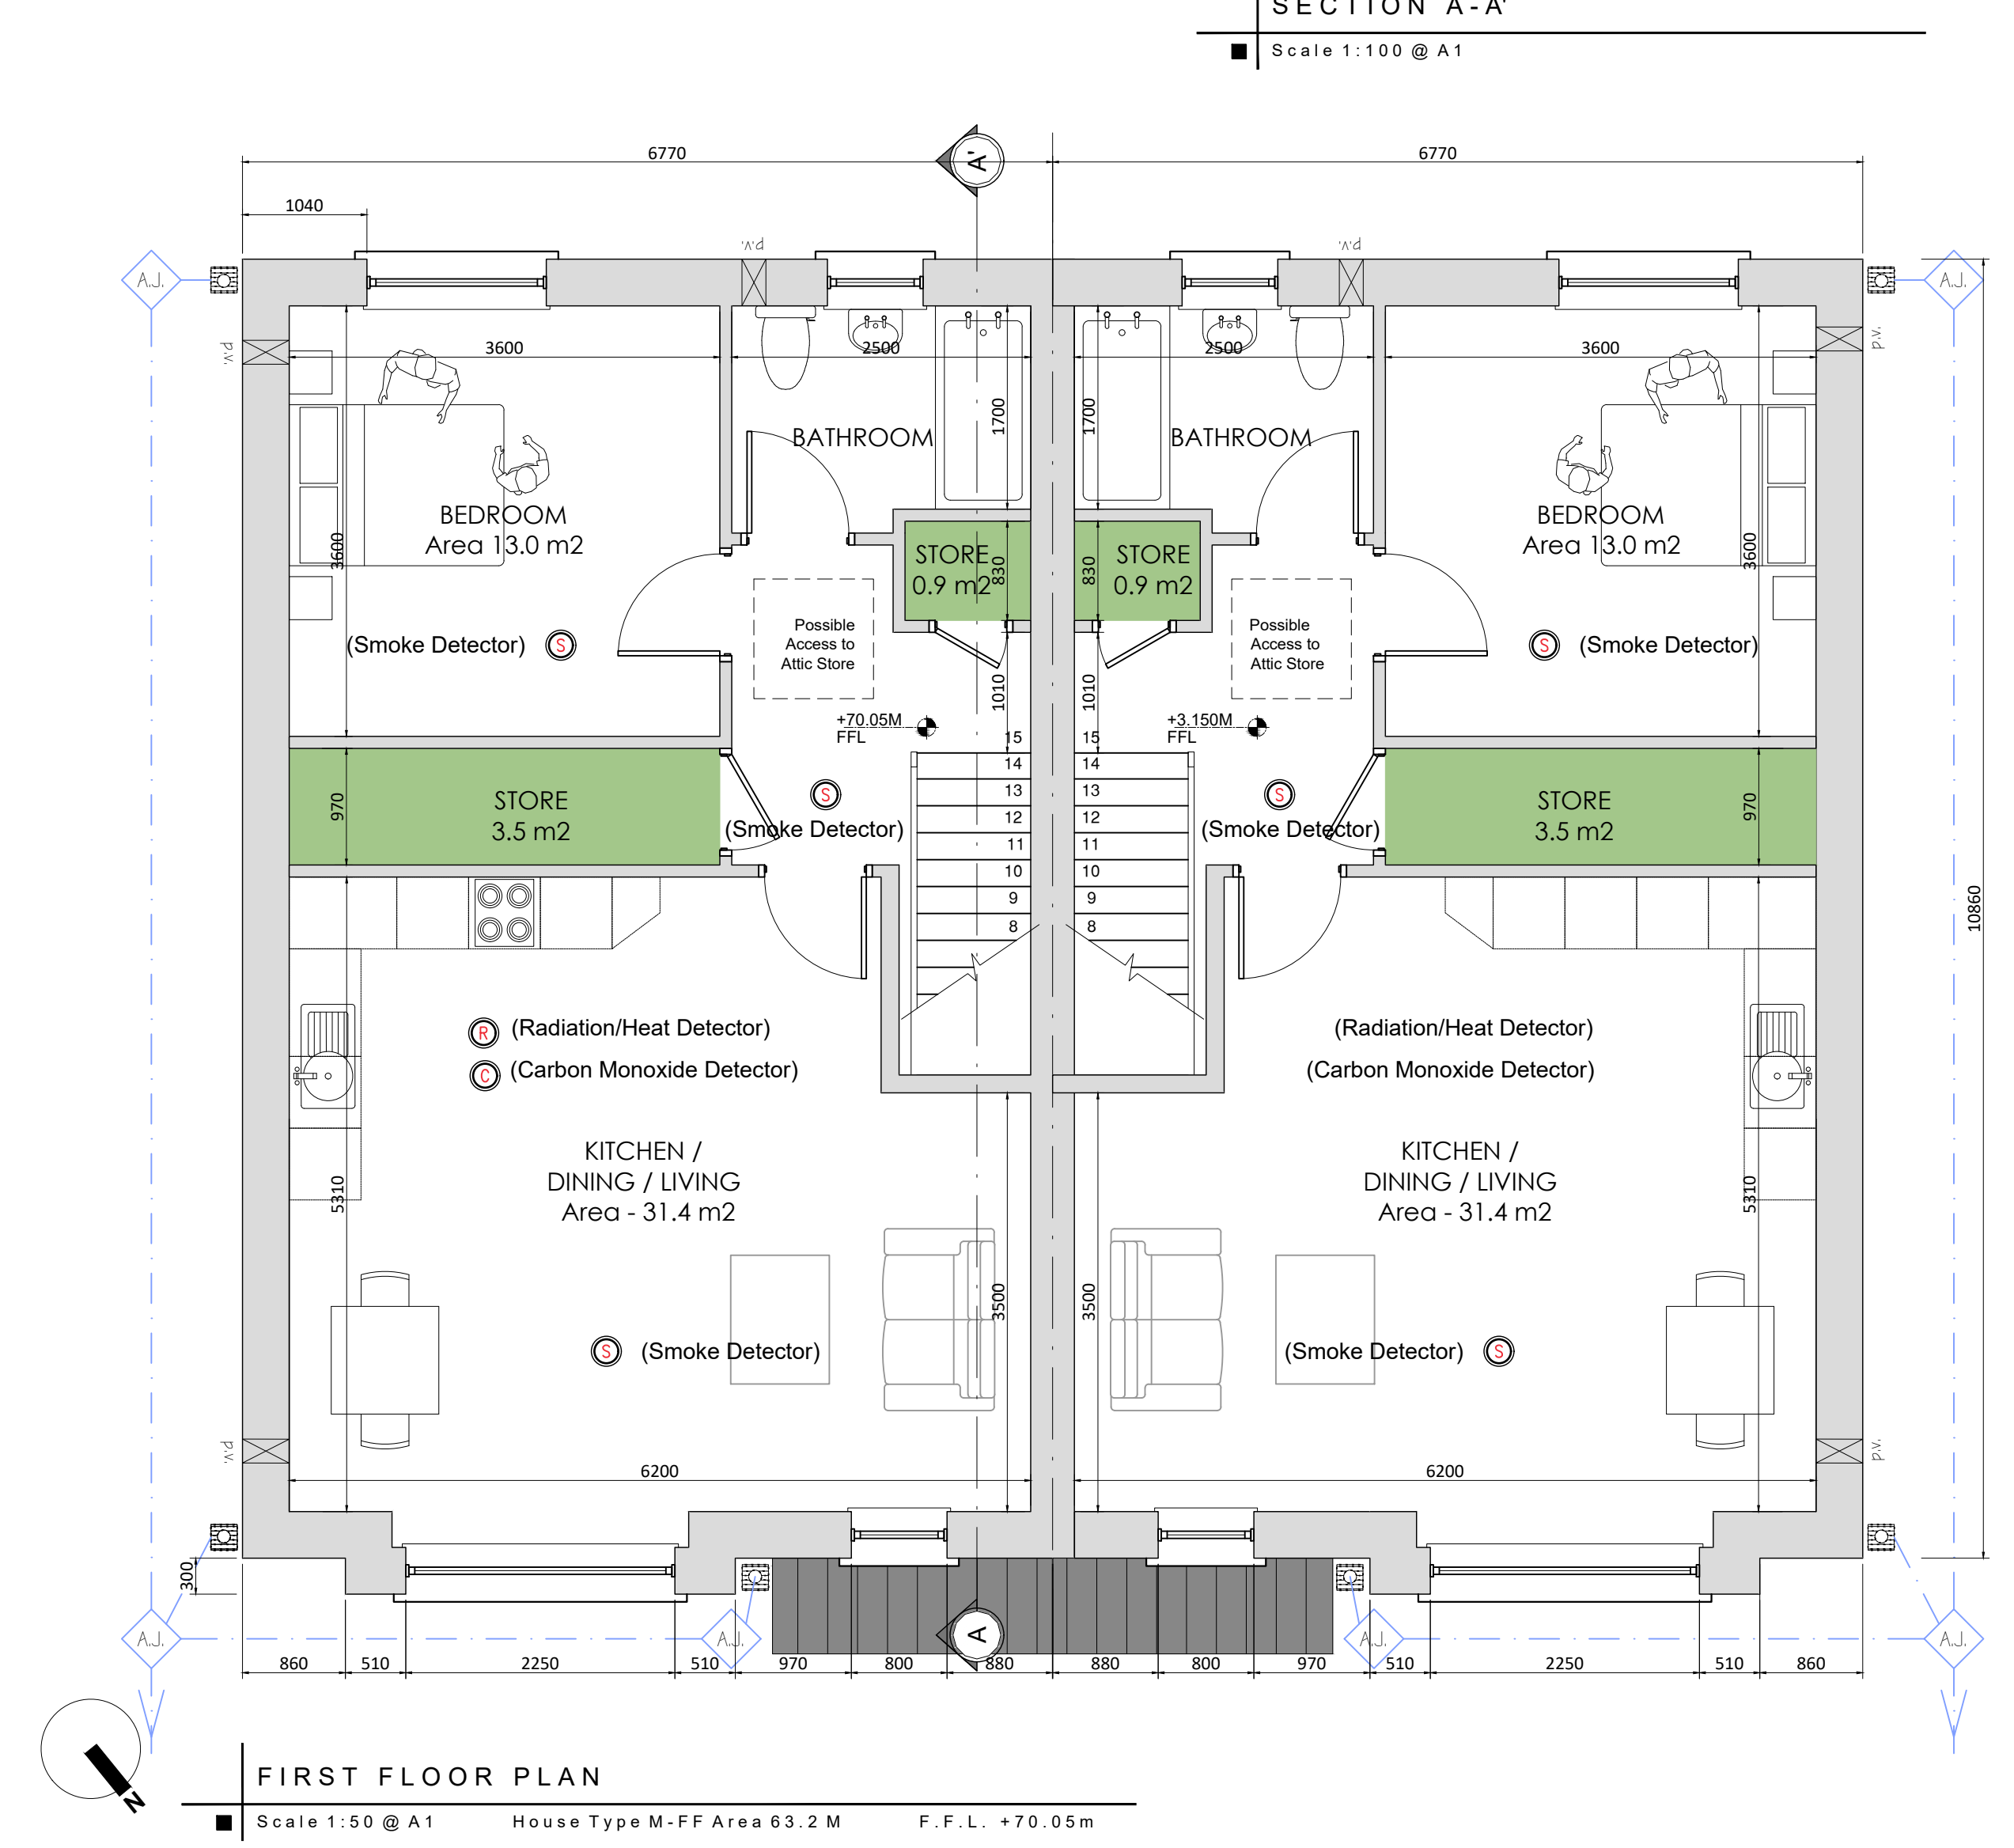 SECTION A-A'
Scale 1:100 @ A1
6770
6770
A'
1040
p.v.
p.v.
A.J.
A.J.
p.v.
p.v.
3600
2500
2500
3600
1700
1700
BATHROOM
BATHROOM
BEDROOM
Area 13.0 m2
BEDROOM
Area 13.0 m2
3600
3600
STORE
0.9 m2
830
830
STORE
0.9 m2
Possible
Access to
Attic Store
Possible
Access to
Attic Store
(Smoke Detector)
S
S
(Smoke Detector)
1010
1010
+70.05M
FFL
+3.150M
FFL
15
14
13
12
11
10
9
8
15
14
13
12
11
10
9
8
970
STORE
3.5 m2
S
(Smoke Detector)
S
(Smoke Detector)
STORE
3.5 m2
970
10860
R (Radiation/Heat Detector)
C (Carbon Monoxide Detector)
(Radiation/Heat Detector)
(Carbon Monoxide Detector)
KITCHEN /
DINING / LIVING
Area - 31.4 m2
KITCHEN /
DINING / LIVING
Area - 31.4 m2
5310
5310
3500
3500
S (Smoke Detector)
(Smoke Detector) S
p.v.
p.v.
6200
6200
300
A.J.
A.J.
A
A.J.
A.J.
860
510
2250
510
970
800
880
880
800
970
510
2250
510
860
N
FIRST FLOOR PLAN
Scale 1:50 @ A1 House Type M-FF Area 63.2 M F.F.L. +70.05m